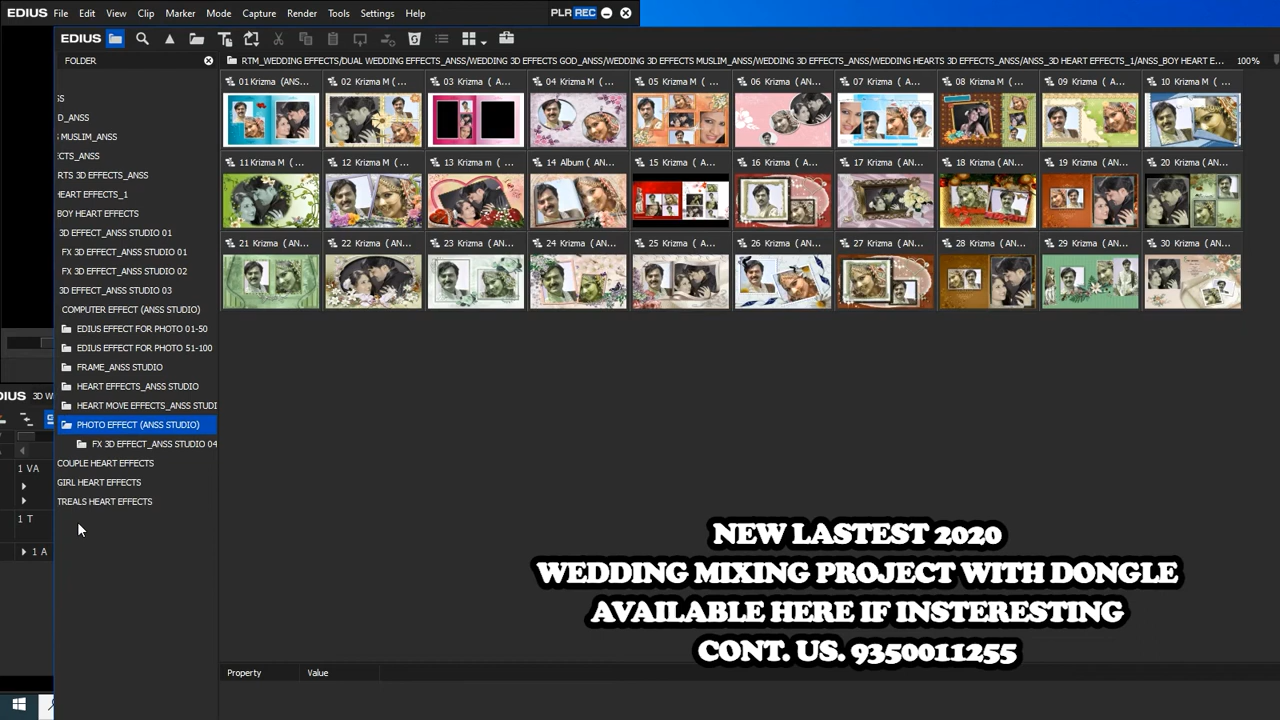 EDIUS File Edit View Clip Marker Mode Capture Render Tools Settings Help PLR REC
EDIUS
FOLDER
RTM_WEDDING EFFECTS/DUAL WEDDING EFFECTS_ANSS/WEDDING 3D EFFECTS GOD_ANSS/WEDDING 3D EFFECTS MUSLIM_ANSS/WEDDING HEARTS 3D EFFECTS_ANSS/ANSS_3D HEART EFFECTS_1/ANSS_BOY HEART E... 100%
01 Krizma (ANS... 02 Krizma M ( ... 03 Krizma ( A... 04 Krizma M ( ... 05 Krizma M ( ... 06 Krizma ( AN... 07 Krizma ( A... 08 Krizma M ( ... 09 Krizma ( AN... 10 Krizma M ( ...
11 Krizma M ( ... 12 Krizma M ( ... 13 Krizma m ( ... 14 Album ( AN... 15 Krizma ( A... 16 Krizma ( AN... 17 Krizma ( AN... 18 Krizma ( AN... 19 Krizma ( AN... 20 Krizma ( AN...
21 Krizma ( AN... 22 Krizma ( AN... 23 Krizma ( AN... 24 Krizma ( AN... 25 Krizma ( A... 26 Krizma ( AN... 27 Krizma ( AN... 28 Krizma ( AN... 29 Krizma ( AN... 30 Krizma ( AN...
SS
D_ANSS
MUSLIM_ANSS
ECTS_ANSS
RTS 3D EFFECTS_ANSS
HEART EFFECTS_1
BOY HEART EFFECTS
3D EFFECT_ANSS STUDIO 01
FX 3D EFFECT_ANSS STUDIO 01
FX 3D EFFECT_ANSS STUDIO 02
3D EFFECT_ANSS STUDIO 03
COMPUTER EFFECT (ANSS STUDIO)
EDIUS EFFECT FOR PHOTO 01-50
EDIUS EFFECT FOR PHOTO 51-100
FRAME_ANSS STUDIO
HEART EFFECTS_ANSS STUDIO
HEART MOVE EFFECTS_ANSS STUDI
PHOTO EFFECT (ANSS STUDIO)
FX 3D EFFECT_ANSS STUDIO 04
COUPLE HEART EFFECTS
GIRL HEART EFFECTS
TREALS HEART EFFECTS
DIUS 3D W
1 VA
1 T
1 A
NEW LASTEST 2020
WEDDING MIXING PROJECT WITH DONGLE
AVAILABLE HERE IF INSTERESTING
CONT. US. 9350011255
Property Value